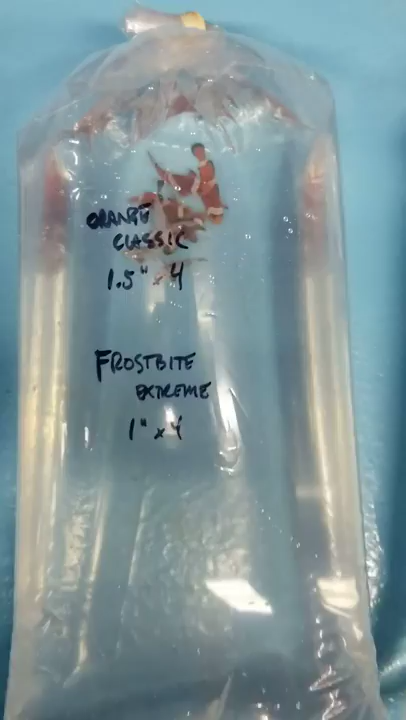 ORANGE
CLASSIC
1.5" x 4
FROSTBITE
EXTREME
1" x 4